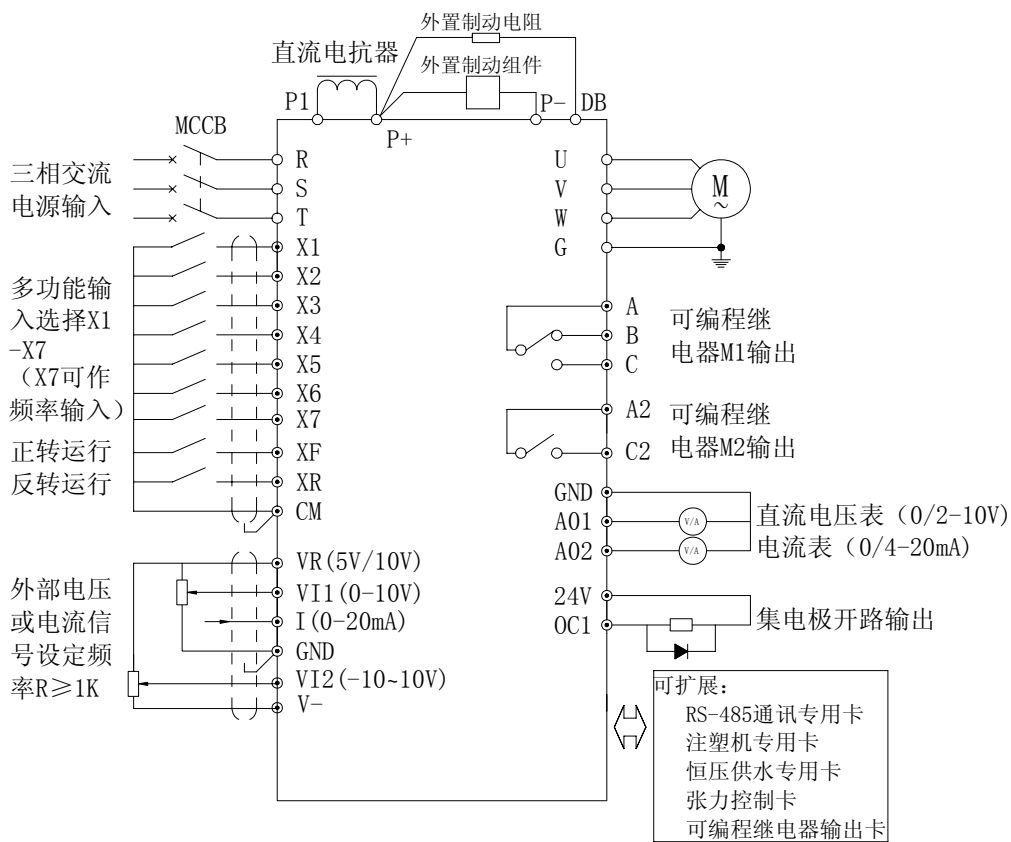 外置制动电阻
直流电抗器
外置制动组件
P1
P+
P-
DB
MCCB
三相交流
电源输入
R
S
T
U
V
W
G
M
~
多功能输
入选择X1
-X7
（X7可作
频率输入）
正转运行
反转运行
X1
X2
X3
X4
X5
X6
X7
XF
XR
CM
A
B
C
可编程继
电器M1输出
A2
C2
可编程继
电器M2输出
GND
AO1
AO2
V/A
V/A
直流电压表（0/2-10V）
电流表（0/4-20mA）
外部电压
或电流信
号设定频
率R≥1K
VR(5V/10V)
VI1(0-10V)
I(0-20mA)
GND
VI2(-10~10V)
V-
24V
OC1
集电极开路输出
可扩展：
RS-485通讯专用卡
注塑机专用卡
恒压供水专用卡
张力控制卡
可编程继电器输出卡